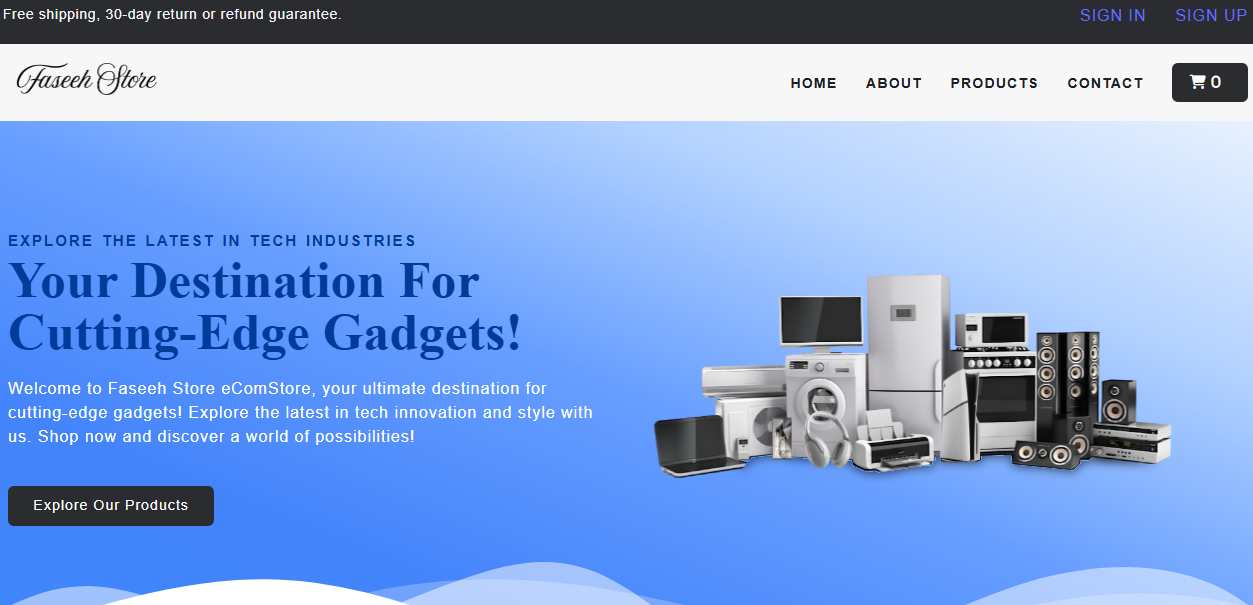 Free shipping, 30-day return or refund guarantee.
SIGN IN
SIGN UP
Faseeh Store
HOME
ABOUT
PRODUCTS
CONTACT
0
EXPLORE THE LATEST IN TECH INDUSTRIES
Your Destination For
Cutting-Edge Gadgets!
Welcome to Faseeh Store eComStore, your ultimate destination for
cutting-edge gadgets! Explore the latest in tech innovation and style with
us. Shop now and discover a world of possibilities!
Explore Our Products